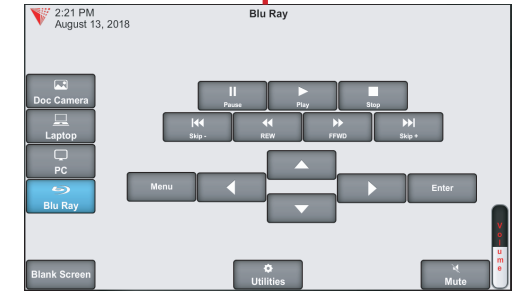 2:21 PM
August 13, 2018
Blu Ray
Doc Camera
Laptop
PC
Blu Ray
Pause
Play
Stop
Skip -
REW
FFWD
Skip +
Menu
Enter
Volume
Blank Screen
Utilities
Mute